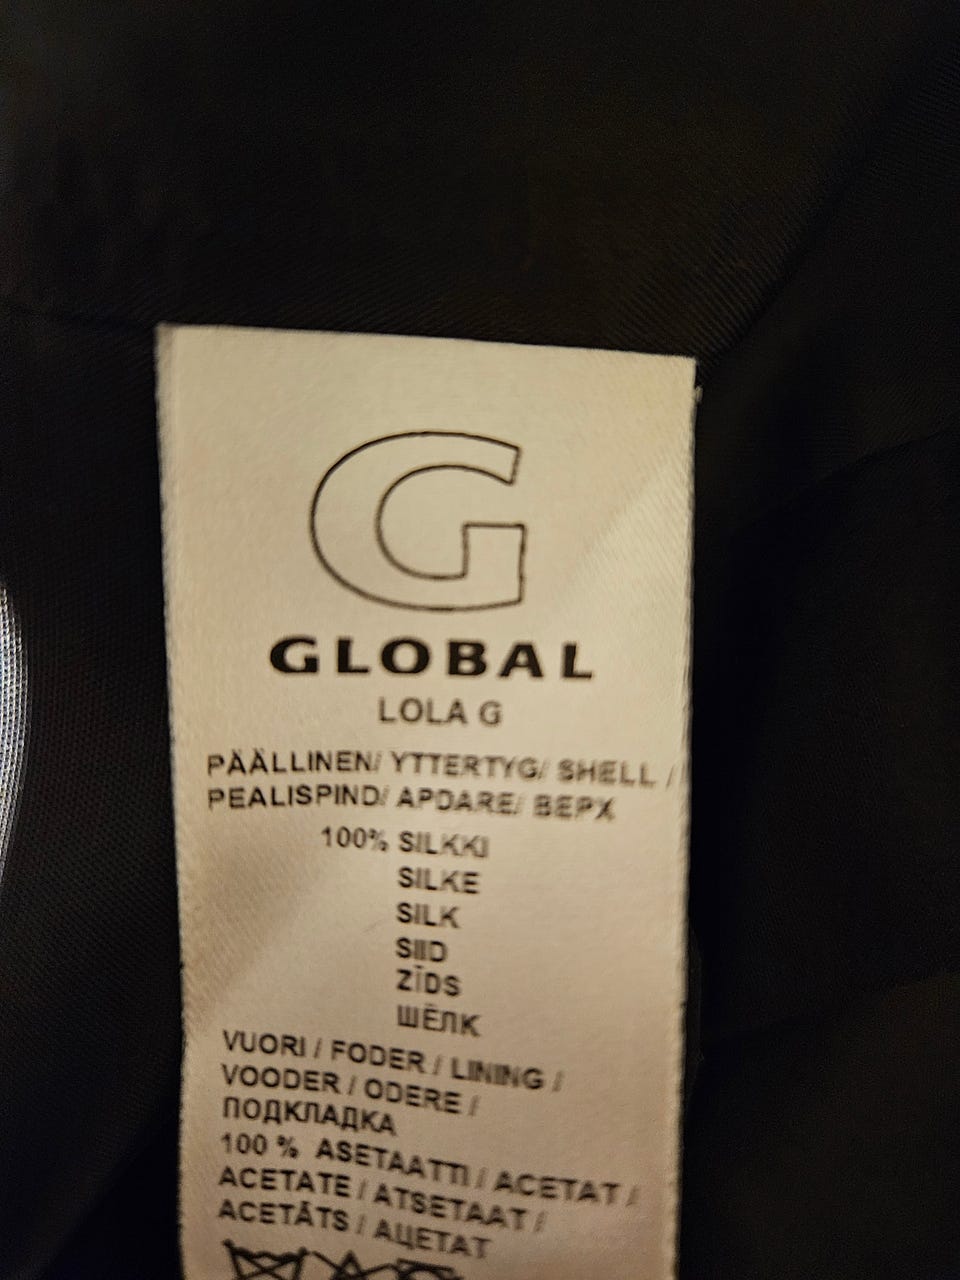 G
GLOBAL
LOLA G
PÄÄLLINEN/ YTTERTYG/ SHELL /
PEALISPIND/ APDARE/ ВЕРХ
100% SILKKI
SILKE
SILK
SIID
ZĪDS
ШЁЛК
VUORI / FODER / LINING /
VOODER / ODERE /
ПОДКЛАДКА
100 % ASETAATTI / ACETAT /
ACETATE / ATSETAAT /
ACETĀTS / АЦЕТАТ